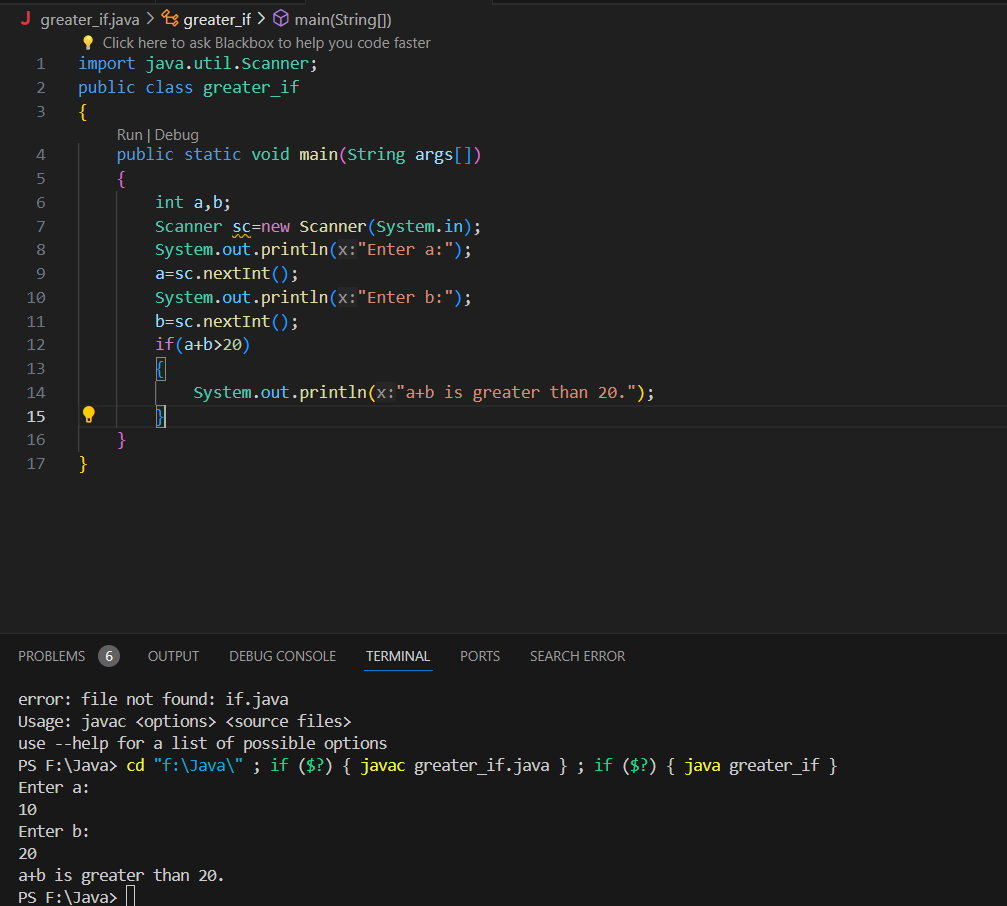 J greater_if.java > greater_if > main(String[])
Click here to ask Blackbox to help you code faster
1 import java.util.Scanner;
2 public class greater_if
3 {
Run | Debug
4 public static void main(String args[])
5 {
6 int a,b;
7 Scanner sc=new Scanner(System.in);
8 System.out.println(x:"Enter a:");
9 a=sc.nextInt();
10 System.out.println(x:"Enter b:");
11 b=sc.nextInt();
12 if(a+b>20)
13 {
14 System.out.println(x:"a+b is greater than 20.");
15 }
16 }
17 }
PROBLEMS 6 OUTPUT DEBUG CONSOLE TERMINAL PORTS SEARCH ERROR
error: file not found: if.java
Usage: javac <options> <source files>
use --help for a list of possible options
PS F:\Java> cd "f:\Java\" ; if ($?) { javac greater_if.java } ; if ($?) { java greater_if }
Enter a:
10
Enter b:
20
a+b is greater than 20.
PS F:\Java>